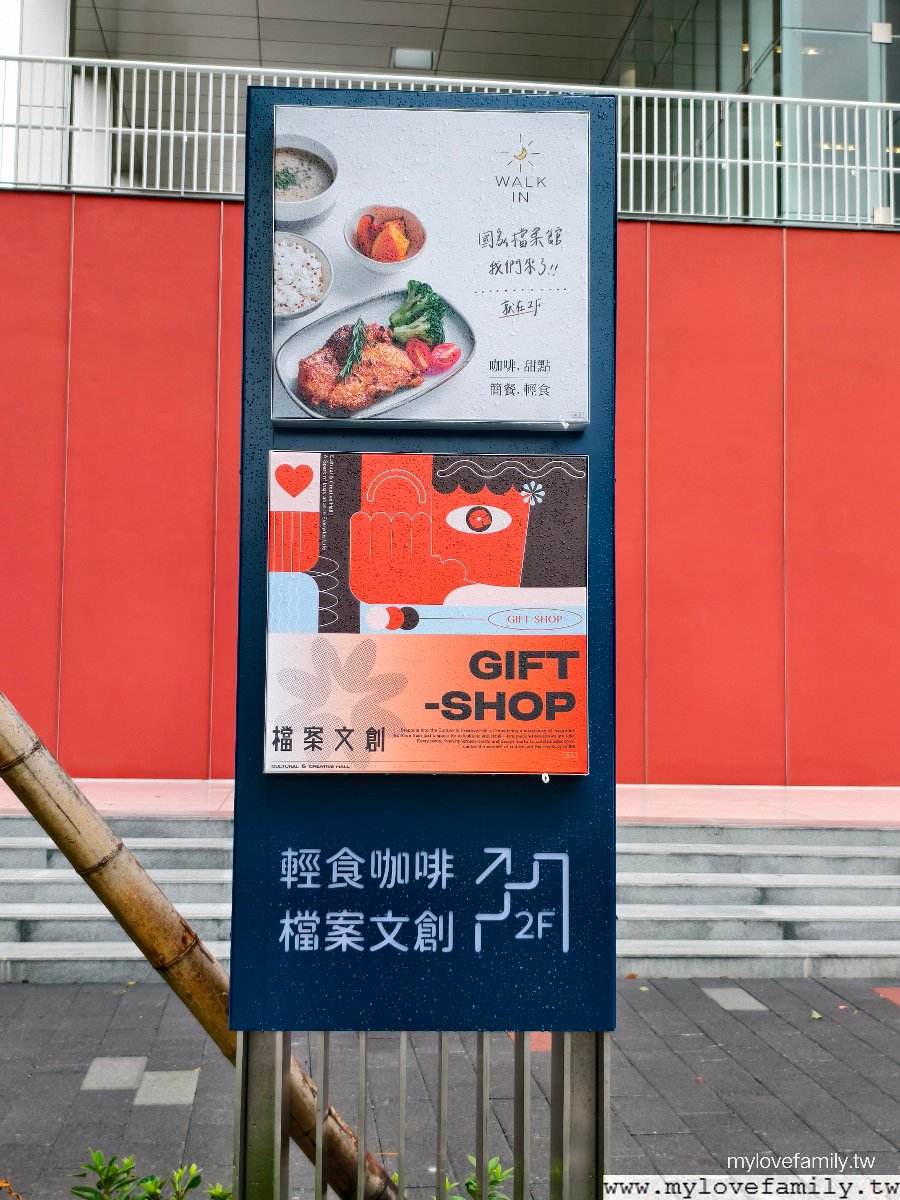 WALK
IN
國家檔案館
我們來了!!
就在2F
咖啡.甜點
簡餐.輕食
GIFT SHOP
GIFT
-SHOP
檔案文創
CULTURAL & CREATIVE HALL
輕食咖啡
檔案文創
2F
mylovefamily.tw
www.mylovefamily.tw